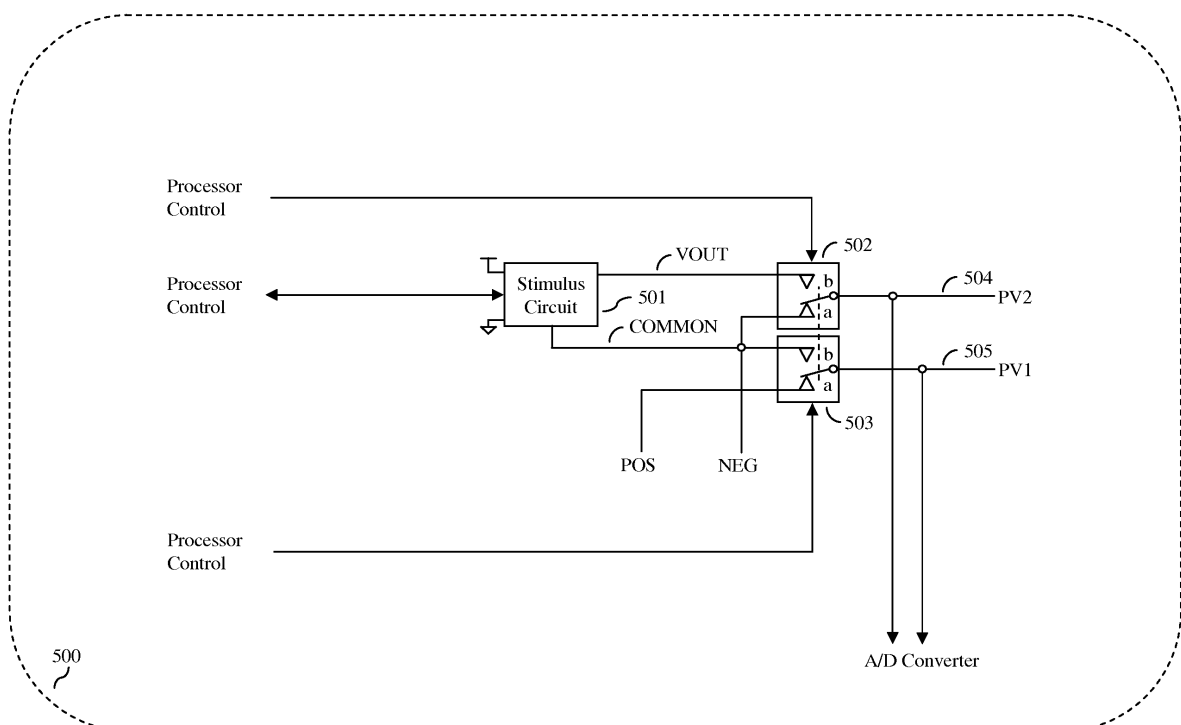 Processor
Control
502
VOUT
b
504
Processor
Control
Stimulus
Circuit
501
PV2
a
COMMON
505
b
PV1
a
503
POS
NEG
Processor
Control
500
A/D Converter